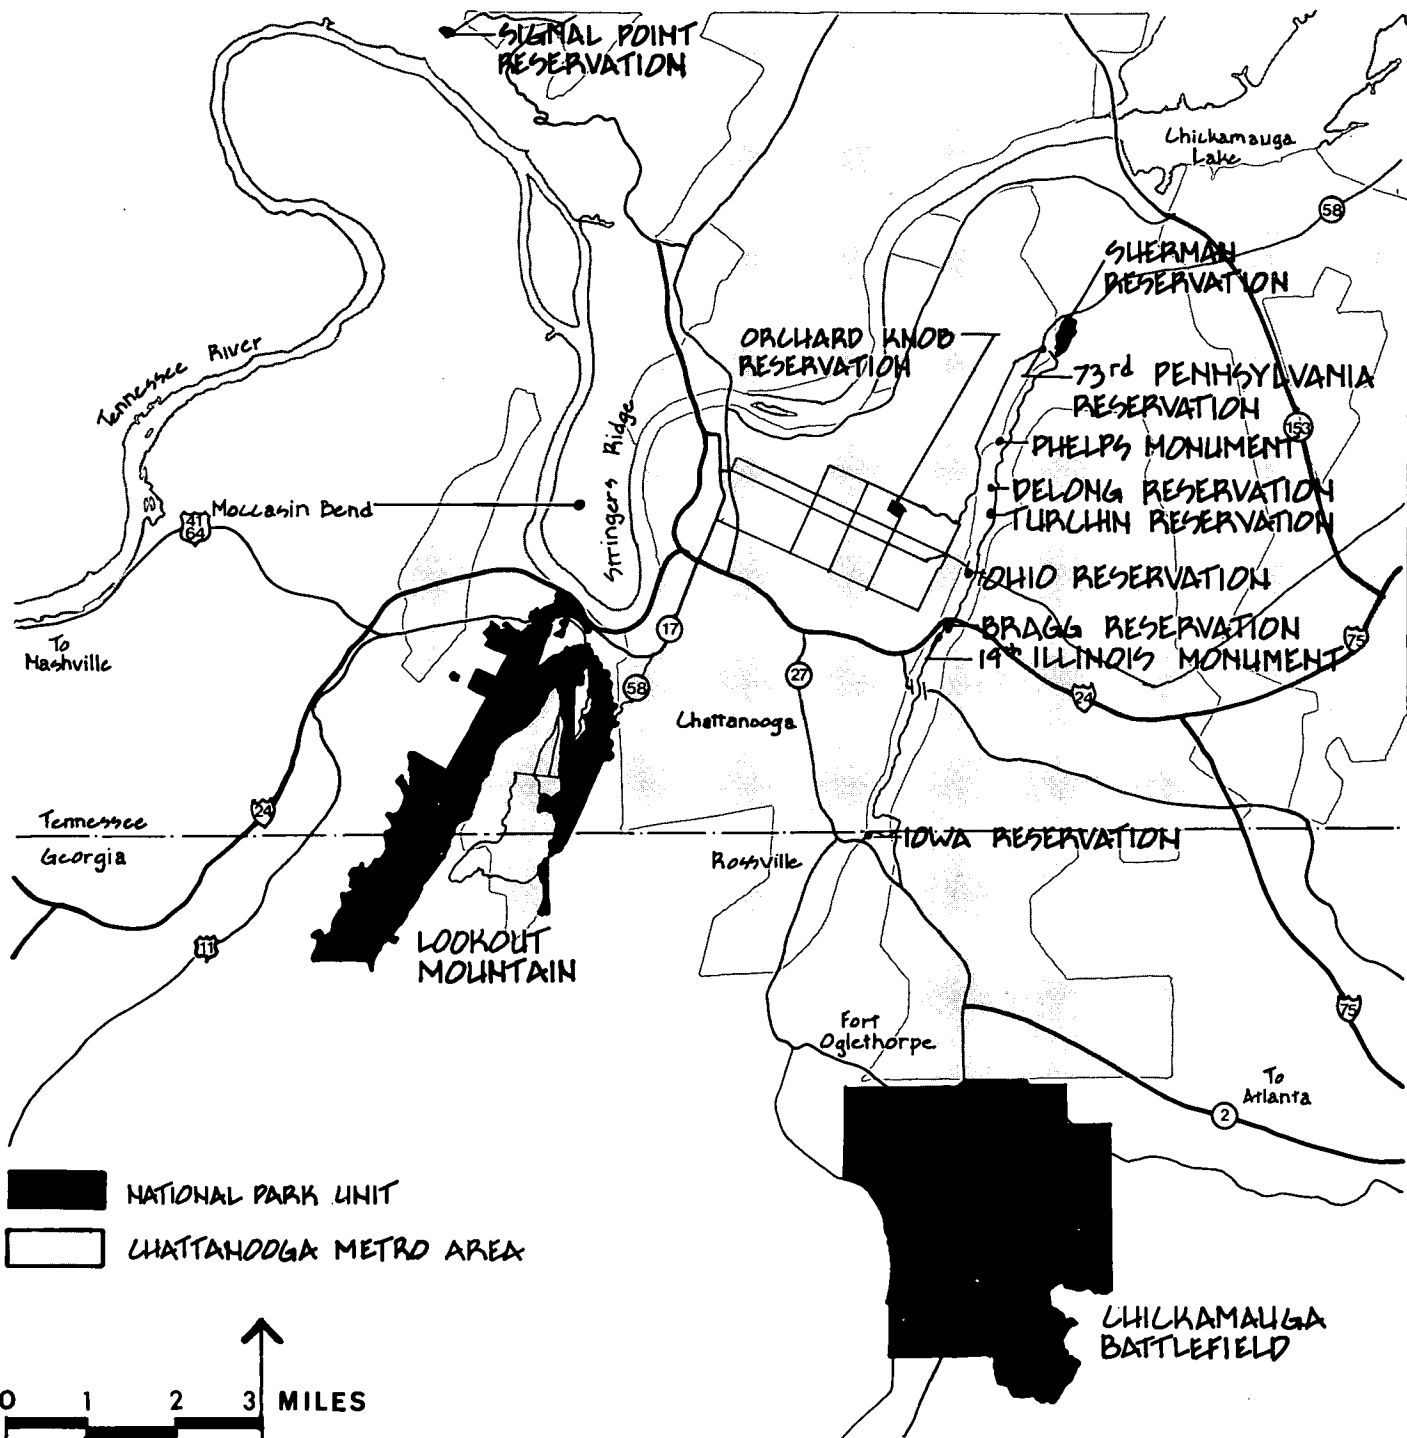 SIGNAL POINT
RESERVATION
Chickamauga
Lake
58
SHERMAN
RESERVATION
ORCHARD KNOB
RESERVATION
Tennessee River
73rd PENNSYLVANIA
RESERVATION
153
PHELPS MONUMENT
Stringers Ridge
DELONG RESERVATION
Moccasin Bend
TURCHIN RESERVATION
41
64
OHIO RESERVATION
17
BRAGG RESERVATION
75
To
Nashville
19th ILLINOIS MONUMENT
27
58
24
Chattanooga
24
Tennessee
Georgia
IOWA RESERVATION
Rossville
11
LOOKOUT
MOUNTAIN
75
Fort
Oglethorpe
To
Atlanta
2
NATIONAL PARK UNIT
CHATTANOOGA METRO AREA
CHICKAMAUGA
BATTLEFIELD
0 1 2 3 MILES